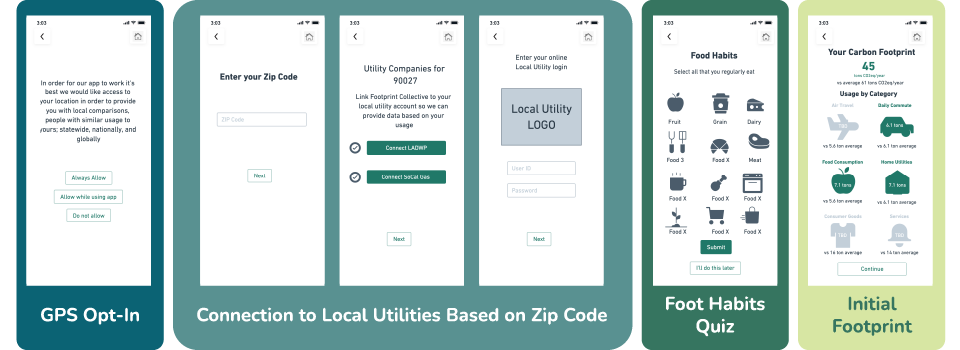 3:03
In order for our app to work it's
best we would like access to
your location in order to provide
you with local comparisons,
people with similar usage to
yours; statewide, nationally, and
globally
Always Allow
Allow while using app
Do not allow
GPS Opt-In
3:03
Enter your Zip Code
ZIP Code
Next
3:03
Utility Companies for
90027
Link Footprint Collective to your
local utility account so we can
provide data based on your
usage
Connect LADWP
Connect SoCal Gas
Next
3:03
Enter your online
Local Utility login
Local Utility
LOGO
User ID
Password
Next
Connection to Local Utilities Based on Zip Code
3:03
Food Habits
Select all that you regularly eat
Fruit Grain Dairy
Food 3 Food X Meat
Food X Food X Food X
Food X Food X Food X
Submit
I'll do this later
Foot Habits
Quiz
3:03
Your Carbon Footprint
45
tons CO2eq/year
vs average 61 tons CO2eq/year
Usage by Category
Air Travel Daily Commute
TBD 6.1 tons
vs 5.6 ton average vs 6.1 ton average
Food Consumption Home Utilities
7.1 tons 7.1 tons
vs 5.6 ton average vs 6.1 ton average
Consumer Goods Services
TBD TBD
vs 16 ton average vs 14 ton average
Continue
Initial
Footprint